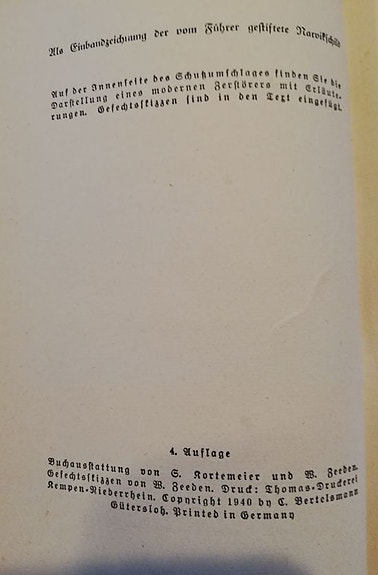 Als Einbandzeichnung der vom Führer gestiftete Narvikschild
Auf der Innenseite des Schutzumschlages finden Sie die
Darstellung eines modernen Zerstörers mit Erläute-
rungen. Gefechtsskizzen sind in den Text eingefügt.
4. Auflage
Buchausstattung von S. Kortemeier und W. Zeeden.
Gefechtsskizzen von W. Zeeden. Druck: Thomas-Druckerei
Kempen-Niederrhein. Copyright 1940 by C. Bertelsmann
Gütersloh. Printed in Germany